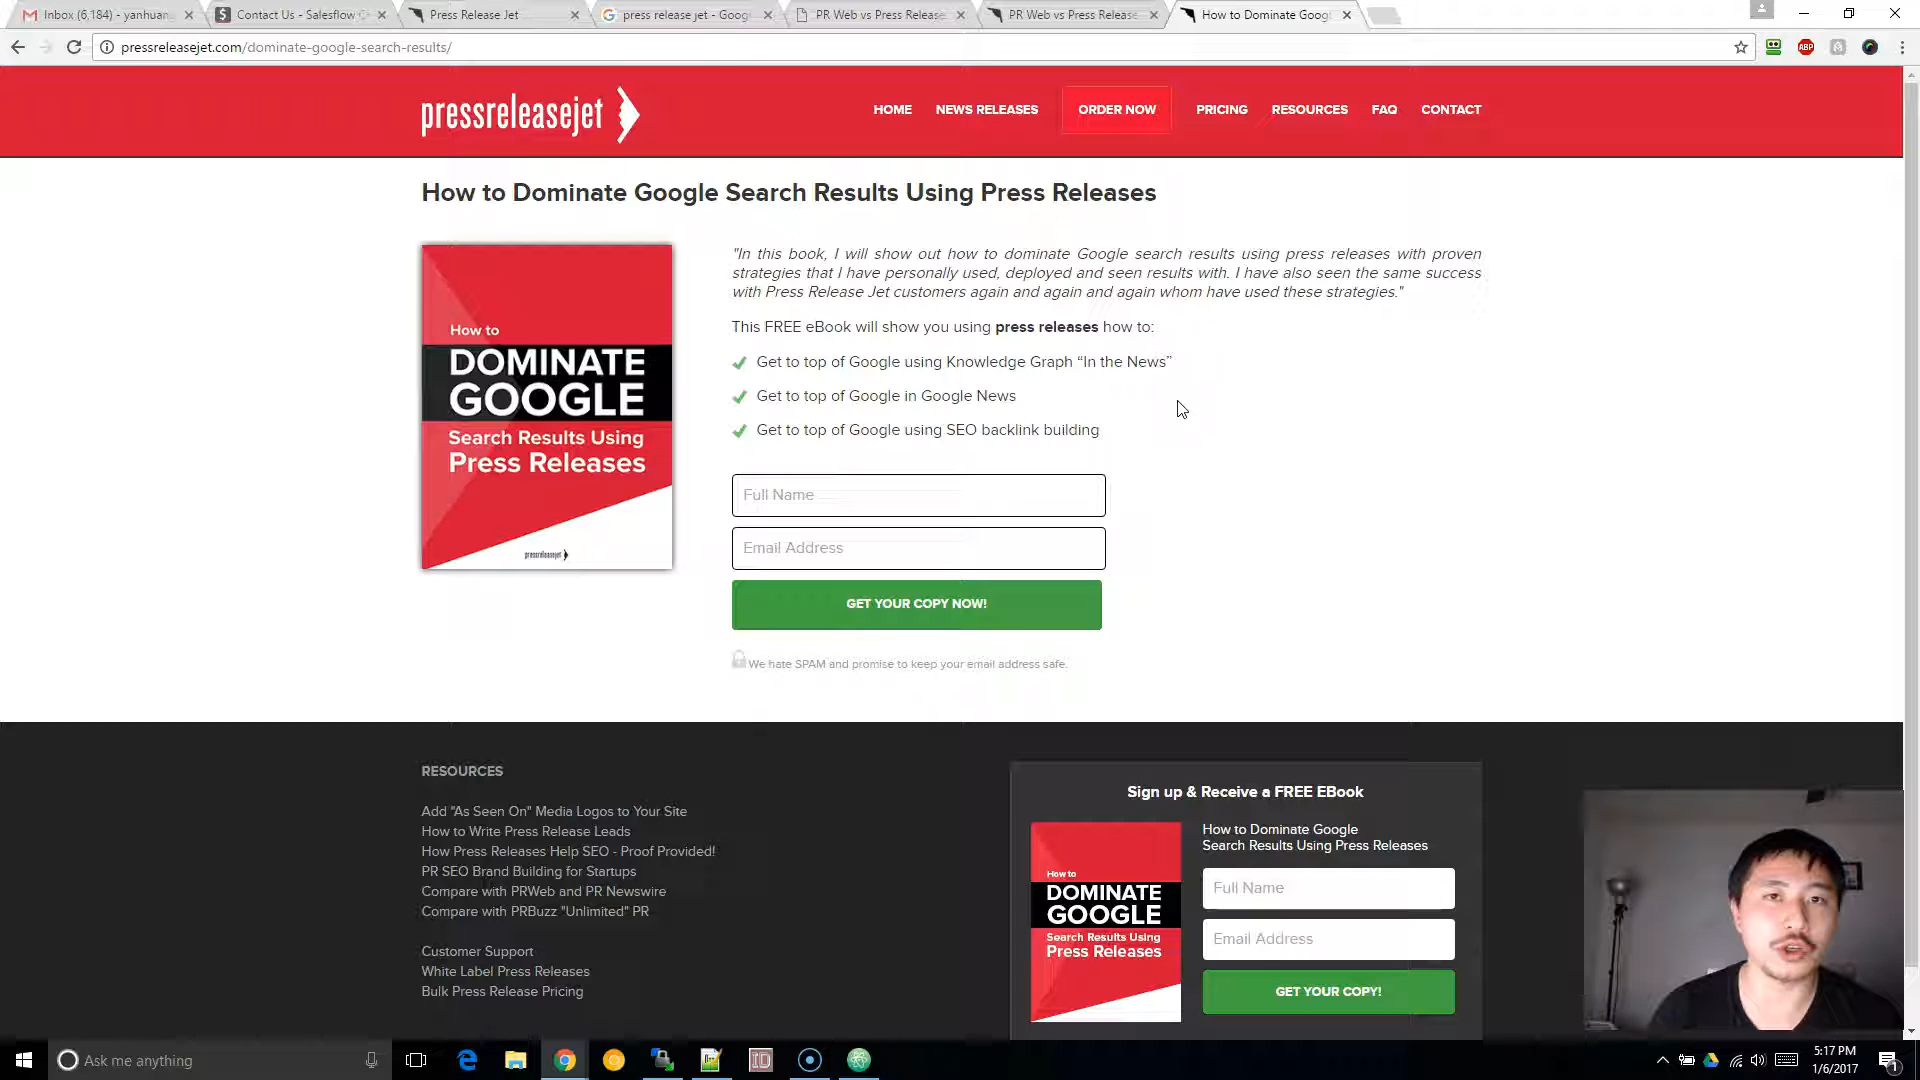 Inbox (6,184) - yanhuan
Contact Us - Salesflow
Press Release Jet
press release jet - Goog
PR Web vs Press Release
PR Web vs Press Release
How to Dominate Goog
pressreleasejet.com/dominate-google-search-results/
ABP
pressreleasejet
HOME
NEWS RELEASES
ORDER NOW
PRICING
RESOURCES
FAQ
CONTACT
How to Dominate Google Search Results Using Press Releases
How to
DOMINATE
GOOGLE
Search Results Using
Press Releases
pressreleasejet
"In this book, I will show out how to dominate Google search results using press releases with proven
strategies that I have personally used, deployed and seen results with. I have also seen the same success
with Press Release Jet customers again and again and again whom have used these strategies."
This FREE eBook will show you using press releases how to:
Get to top of Google using Knowledge Graph “In the News”
Get to top of Google in Google News
Get to top of Google using SEO backlink building
Full Name
Email Address
GET YOUR COPY NOW!
We hate SPAM and promise to keep your email address safe.
RESOURCES
Add "As Seen On" Media Logos to Your Site
How to Write Press Release Leads
How Press Releases Help SEO - Proof Provided!
PR SEO Brand Building for Startups
Compare with PRWeb and PR Newswire
Compare with PRBuzz "Unlimited" PR
Customer Support
White Label Press Releases
Bulk Press Release Pricing
Sign up & Receive a FREE EBook
How to
DOMINATE
GOOGLE
Search Results Using
Press Releases
How to Dominate Google
Search Results Using Press Releases
Full Name
Email Address
GET YOUR COPY!
Ask me anything
ID
5:17 PM
1/6/2017
1